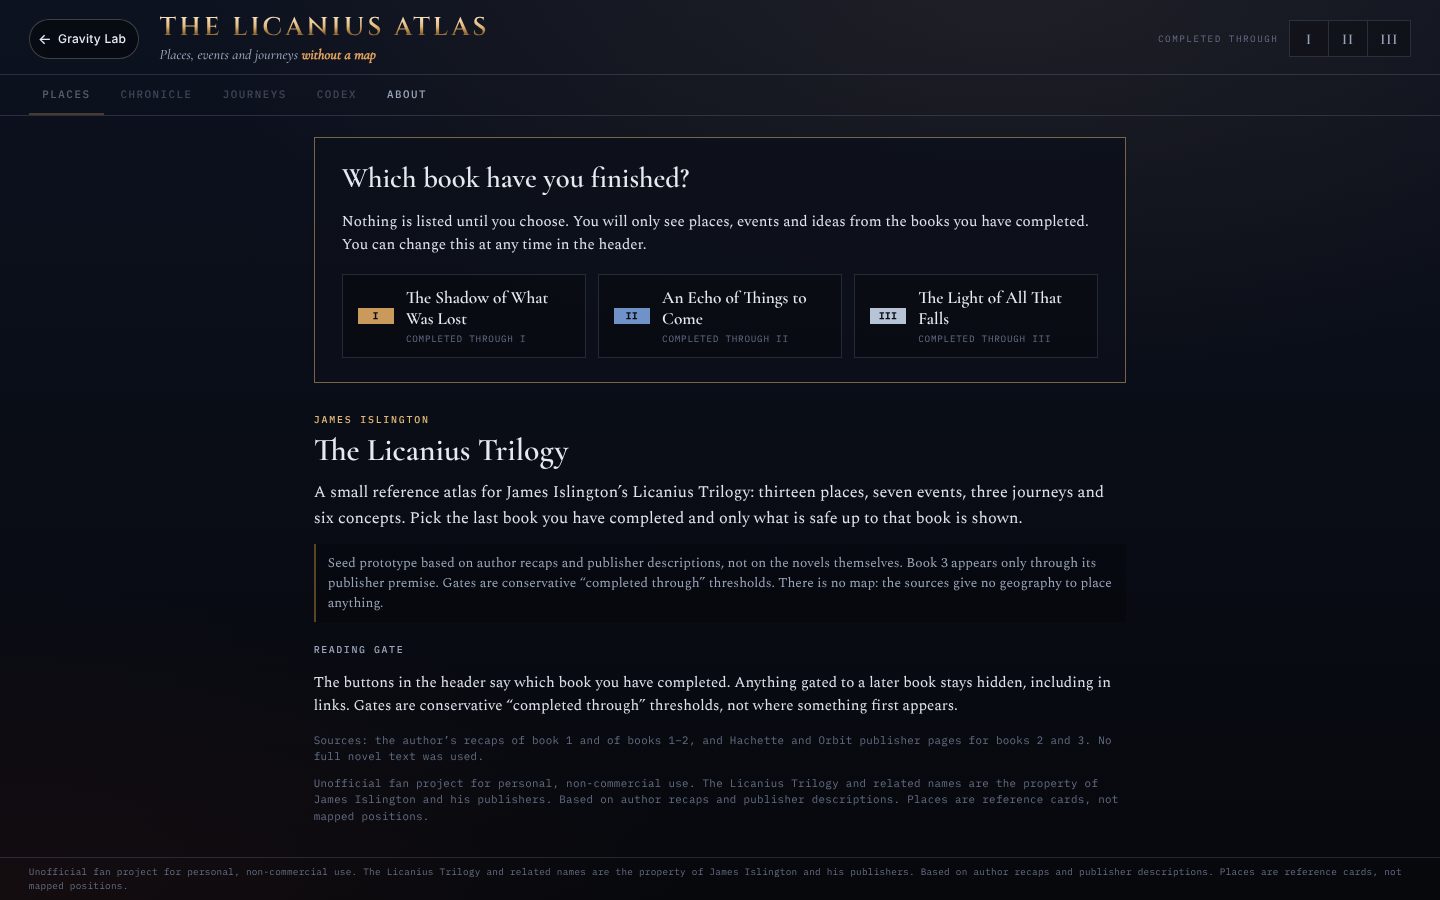 ← Gravity Lab
THE LICANIUS ATLAS
Places, events and journeys without a map
COMPLETED THROUGH
I II III
PLACES CHRONICLE JOURNEYS CODEX ABOUT
Which book have you finished?
Nothing is listed until you choose. You will only see places, events and ideas from the books you have completed.
You can change this at any time in the header.
I
The Shadow of What
Was Lost
COMPLETED THROUGH I
II
An Echo of Things to
Come
COMPLETED THROUGH II
III
The Light of All That
Falls
COMPLETED THROUGH III
JAMES ISLINGTON
The Licanius Trilogy
A small reference atlas for James Islington’s Licanius Trilogy: thirteen places, seven events, three journeys and
six concepts. Pick the last book you have completed and only what is safe up to that book is shown.
Seed prototype based on author recaps and publisher descriptions, not on the novels themselves. Book 3 appears only through its
publisher premise. Gates are conservative “completed through” thresholds. There is no map: the sources give no geography to place
anything.
READING GATE
The buttons in the header say which book you have completed. Anything gated to a later book stays hidden, including in
links. Gates are conservative “completed through” thresholds, not where something first appears.
Sources: the author’s recaps of book 1 and of books 1–2, and Hachette and Orbit publisher pages for books 2 and 3. No
full novel text was used.
Unofficial fan project for personal, non-commercial use. The Licanius Trilogy and related names are the property of
James Islington and his publishers. Based on author recaps and publisher descriptions. Places are reference cards, not
mapped positions.
Unofficial fan project for personal, non-commercial use. The Licanius Trilogy and related names are the property of James Islington and his publishers. Based on author recaps and publisher descriptions. Places are reference cards, not
mapped positions.